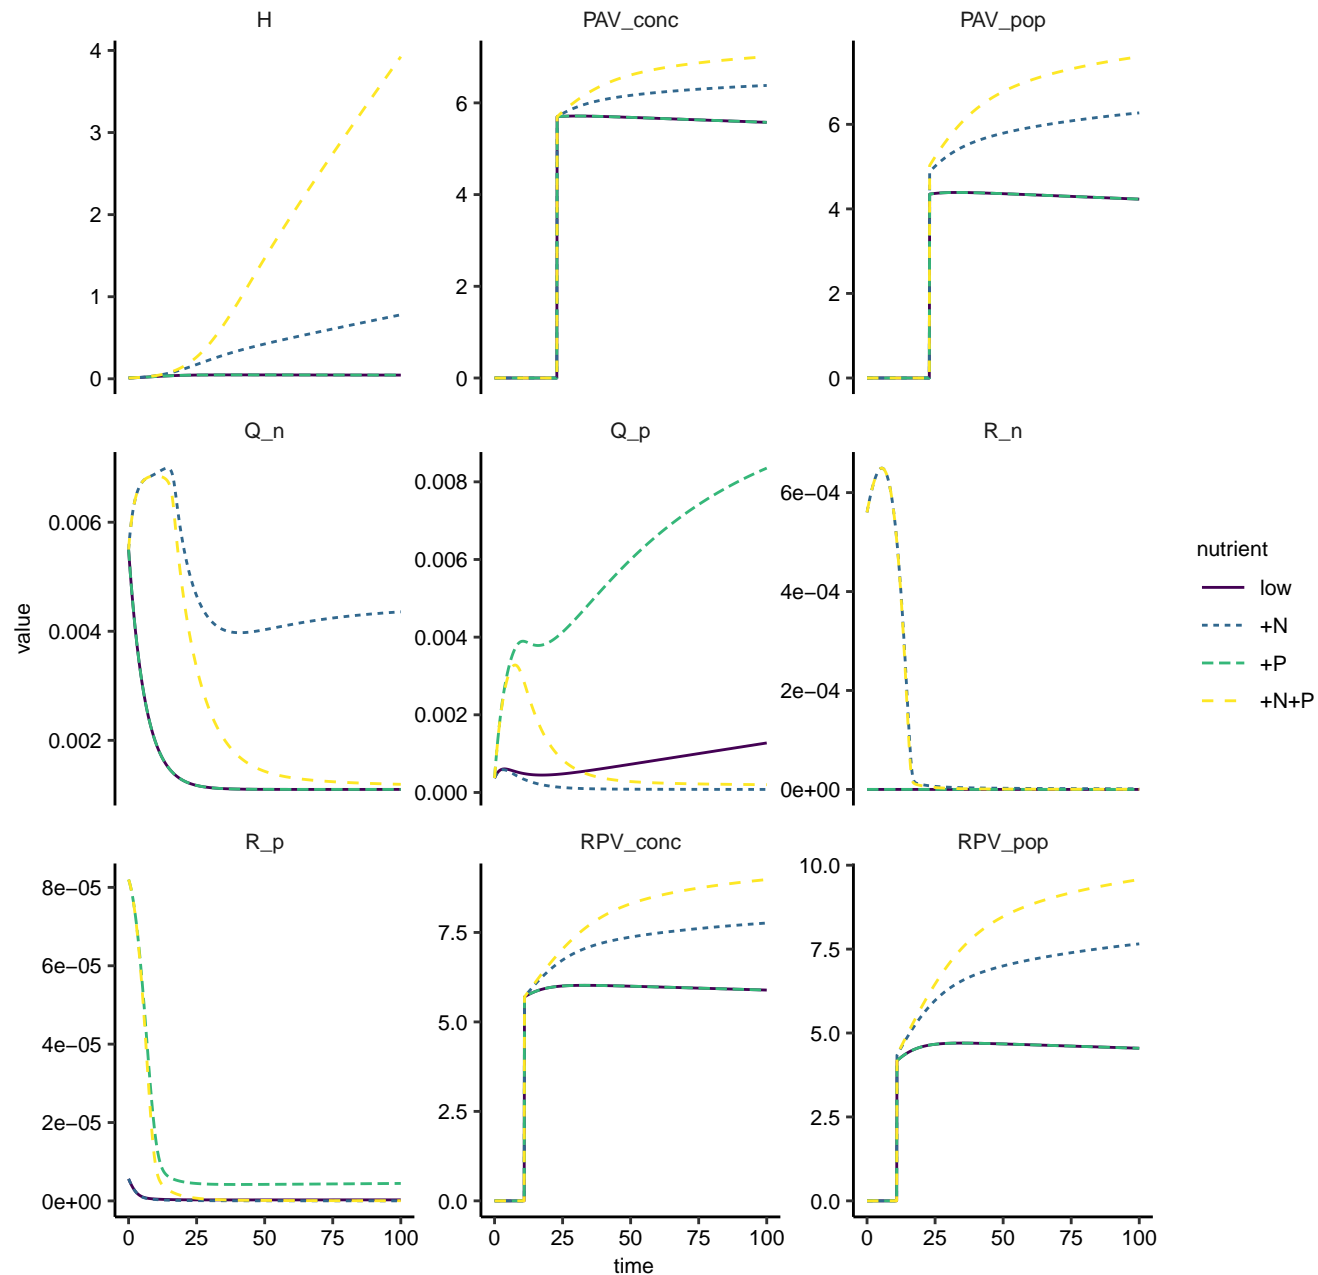 H
PAV_conc
PAV_pop
4
3
2
1
0
6
4
2
0
6
4
2
0
Q_n
Q_p
R_n
0.006
0.004
0.002
0.008
0.006
0.004
0.002
0.000
6e−04
4e−04
2e−04
0e+00
value
nutrient
low
+N
+P
+N+P
R_p
RPV_conc
RPV_pop
8e−05
6e−05
4e−05
2e−05
0e+00
7.5
5.0
2.5
0.0
10.0
7.5
5.0
2.5
0.0
0 25 50 75 100
0 25 50 75 100
0 25 50 75 100
time